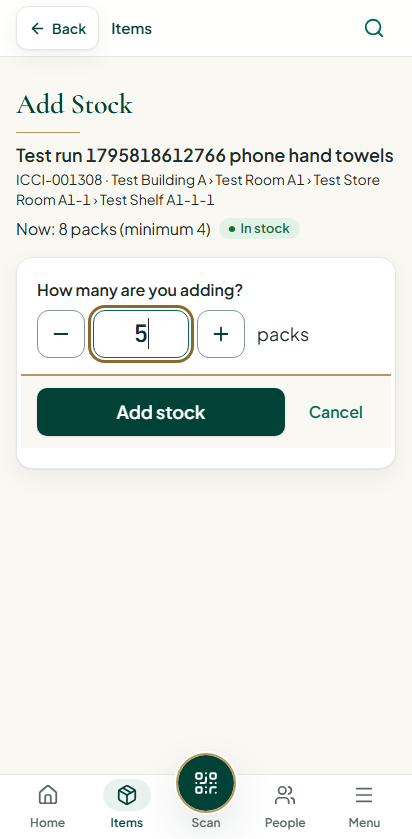 Back
Items
Add Stock
Test run 1795818612766 phone hand towels
ICCI-001308 · Test Building A › Test Room A1 › Test Store
Room A1-1 › Test Shelf A1-1-1
Now: 8 packs (minimum 4) In stock
How many are you adding?
5
packs
Add stock
Cancel
Home
Items
Scan
People
Menu